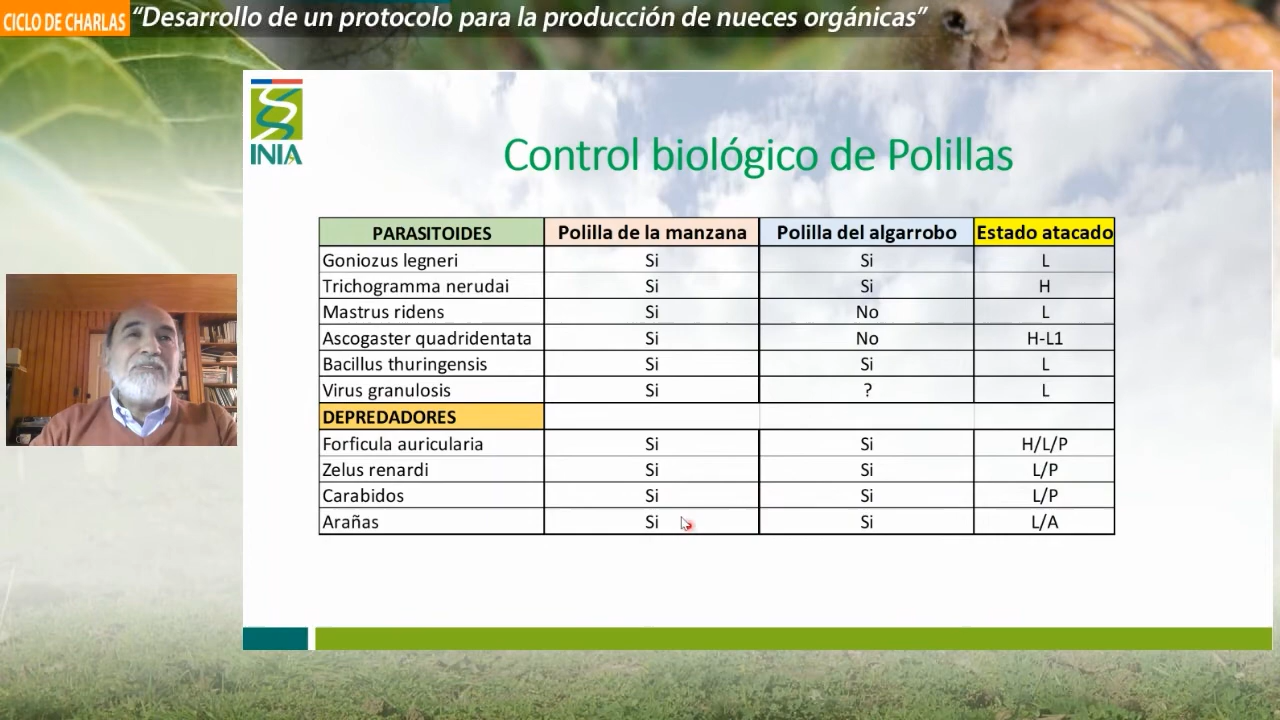 CICLO DE CHARLAS "Desarrollo de un protocolo para la producción de nueces orgánicas"
INIA
Control biológico de Polillas
PARASITOIDES Polilla de la manzana Polilla del algarrobo Estado atacado
Goniozus legneri Si Si L
Trichogramma nerudai Si Si H
Mastrus ridens Si No L
Ascogaster quadridentata Si No H-L1
Bacillus thuringensis Si Si L
Virus granulosis Si ? L
DEPREDADORES
Forficula auricularia Si Si H/L/P
Zelus renardi Si Si L/P
Carabidos Si Si L/P
Arañas Si Si L/A